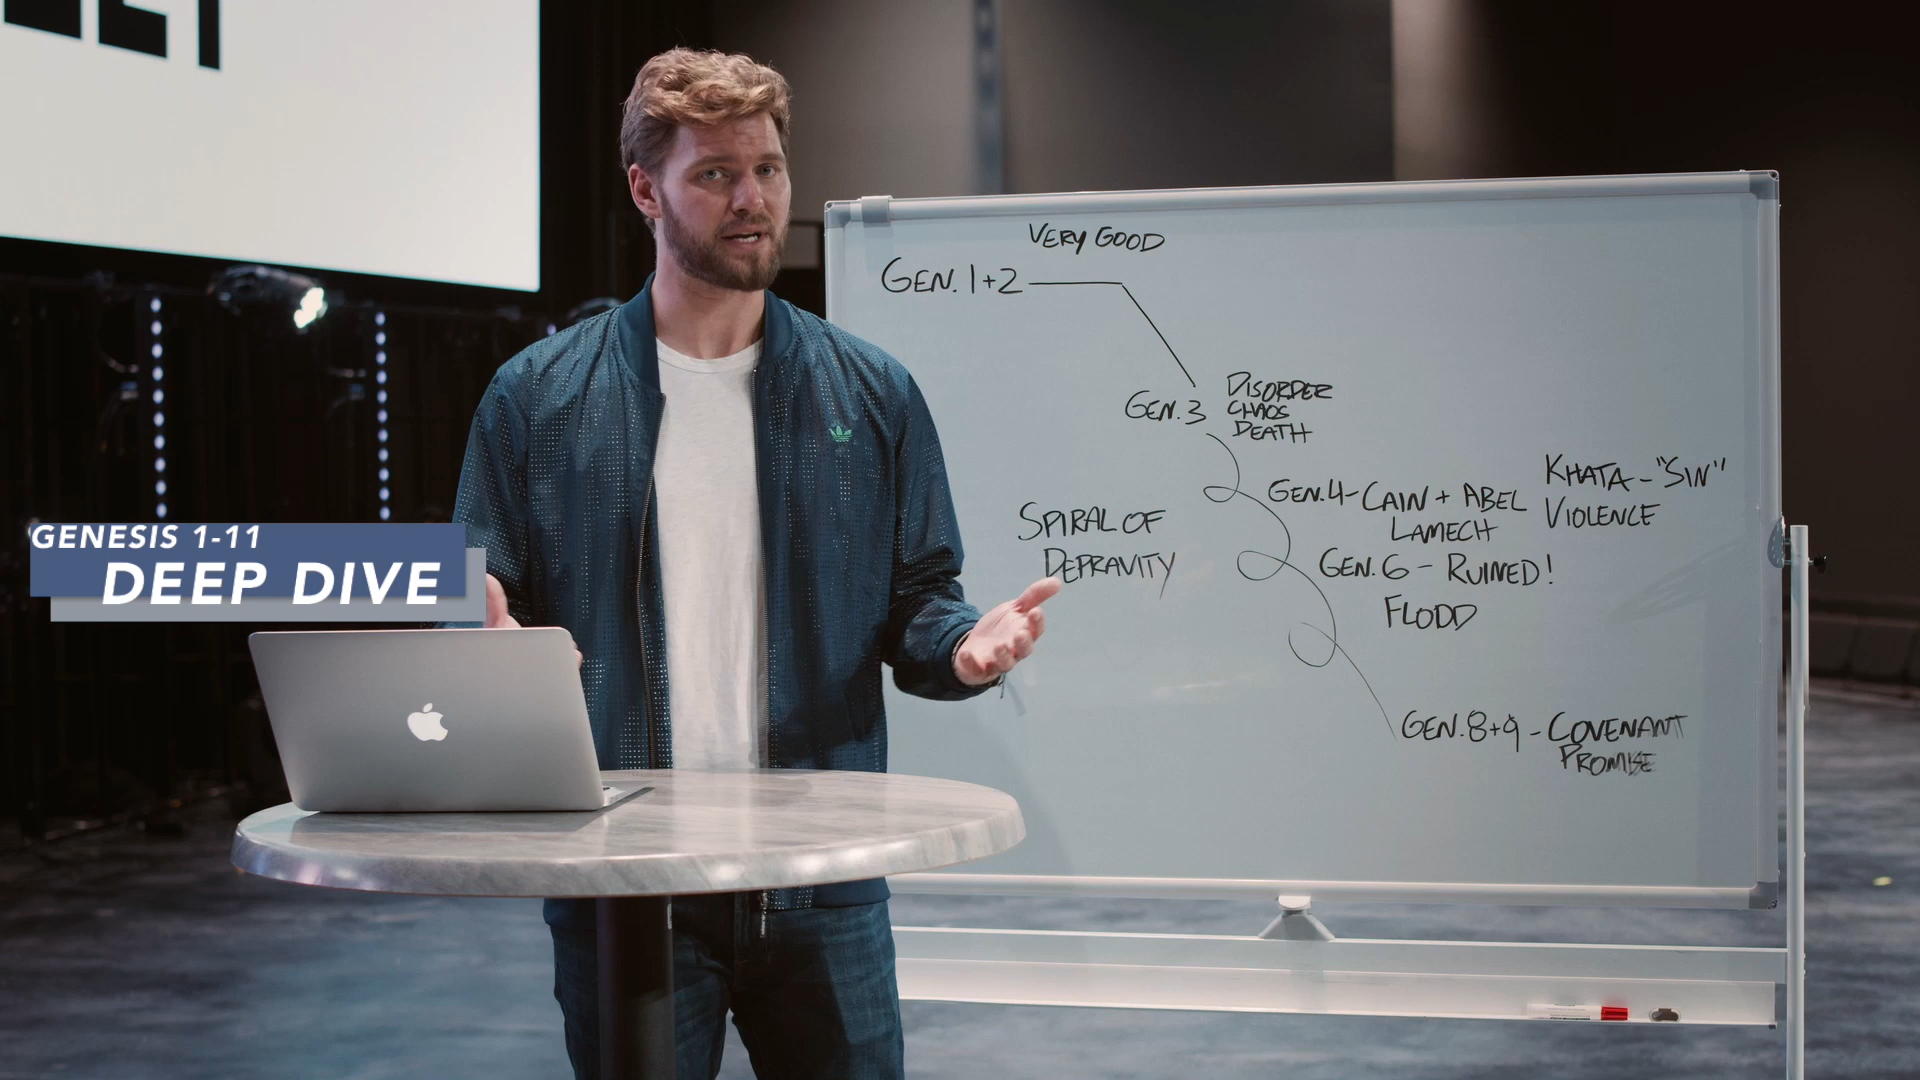 VERY GOOD
GEN. 1+2
GEN. 3
DISORDER
CHAOS
DEATH
GEN. 4 - CAIN + ABEL
LAMECH
KHATA - "SIN"
VIOLENCE
SPIRAL OF
DEPRAVITY
GEN. 6 - RUINED!
FLODD
GEN. 8+9 - COVENANT
PROMISE
GENESIS 1-11
DEEP DIVE